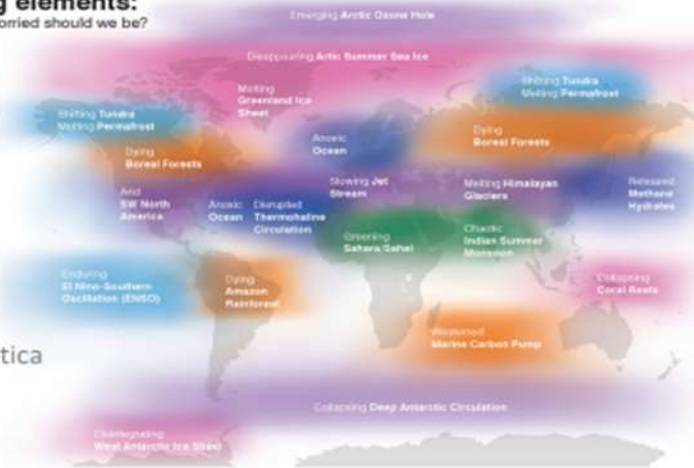 g elements:
orried should we be?
Emerging Arctic Ozone Hole
Disappearing Artic Summer Sea Ice
Melting
Greenland Ice
Sheet
Shifting Tundra
Melting Permafrost
Shifting Tundra
Melting Permafrost
Anoxic
Ocean
Dying
Boreal Forests
Dying
Boreal Forests
Slowing Jet
Stream
Melting Himalayan
Glaciers
Released
Methane
Hydrates
Arid
SW North
America
Anoxic
Ocean
Disrupted
Thermohaline
Circulation
Greening
Sahara/Sahel
Chaotic
Indian Summer
Monsoon
Enduring
El Nino-Southern
Oscillation (ENSO)
Dying
Amazon
Rainforest
Collapsing
Coral Reefs
Weakened
Marine Carbon Pump
tica
Collapsing Deep Antarctic Circulation
Disintegrating
West Antarctic Ice Sheet